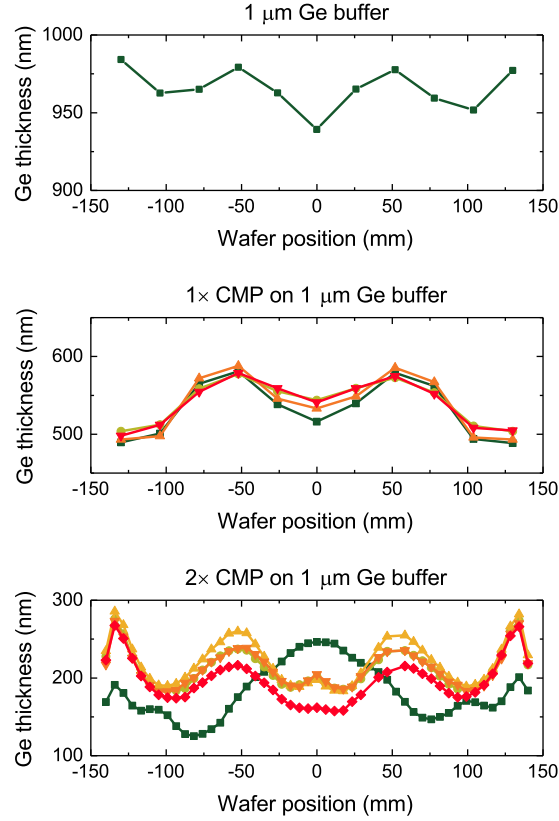 1 μm Ge buffer
Ge thickness (nm)
1000
950
900
-150 -100 -50 0 50 100 150
Wafer position (mm)
1× CMP on 1 μm Ge buffer
Ge thickness (nm)
600
500
-150 -100 -50 0 50 100 150
Wafer position (mm)
2× CMP on 1 μm Ge buffer
Ge thickness (nm)
300
200
100
-150 -100 -50 0 50 100 150
Wafer position (mm)